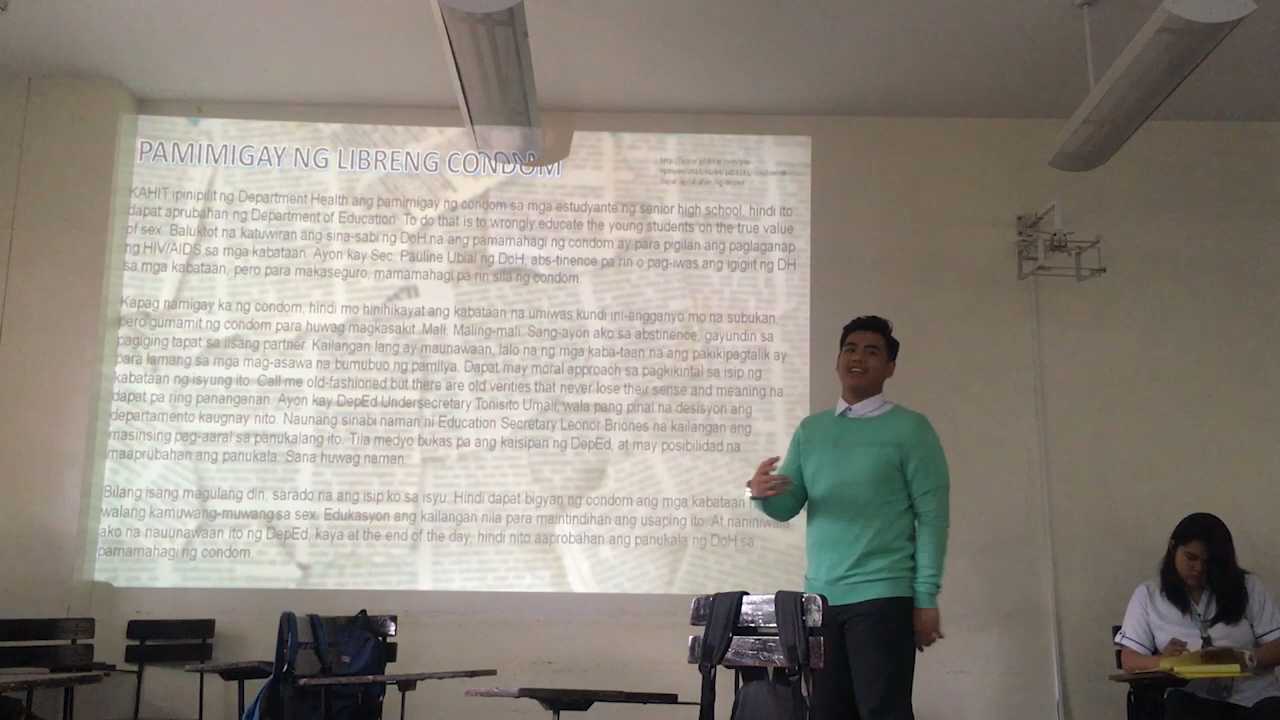 PAMIMIGAY NG LIBRENG CONDOM
KAHIT ipinipilit ng Department Health ang pamimigay ng condom sa mga estudyante ng senior high school, hindi ito
dapat aprubahan ng Department of Education. To do that is to wrongly educate the young students on the true value
of sex. Baluktot na katuwiran ang sina-sabi ng DoH na ang pamamahagi ng condom ay para pigilan ang paglaganap
ng HIV/AIDS sa mga kabataan. Ayon kay Sec. Pauline Ubial ng DoH, abs-tinence pa rin o pag-iwas ang igigiit ng DH
sa mga kabataan, pero para makaseguro, mamamahagi pa rin sila ng condom.
Kapag namigay ka ng condom, hindi mo hinihikayat ang kabataan na umiwas kundi ini-engganyo mo na subukan,
pero gumamit ng condom para huwag magkasakit. Mali. Maling-mali. Sang-ayon ako sa abstinence, gayundin sa
pagiging tapat sa iisang partner. Kailangan lang ay maunawaan, lalo na ng mga kaba-taan na ang pakikipagtalik ay
para lamang sa mga mag-asawa na bumubuo ng pamilya. Dapat may moral approach sa pagkikintal sa isip ng
kabataan ng isyung ito. Call me old-fashioned but there are old verities that never lose their sense and meaning na
dapat pa ring pananganan. Ayon kay DepEd Undersecretary Tonisito Umali, wala pang pinal na desisyon ang
departamento kaugnay nito. Naunang sinabi naman ni Education Secretary Leonor Briones na kailangan ang
masinsing pag-aaral sa panukalang ito. Tila medyo bukas pa ang kaisipan ng DepEd, at may posibilidad na
maaprubahan ang panukala. Sana huwag naman.
Bilang isang magulang din, sarado na ang isip ko sa isyu. Hindi dapat bigyan ng condom ang mga kabataan
walang kamuwang-muwang sa sex. Edukasyon ang kailangan nila para maintindihan ang usaping ito. At
ako na nauunawaan ito ng DepEd, kaya at the end of the day, hindi nito aaprobahan ang panukala ng DoH sa
pamamahagi ng condom.